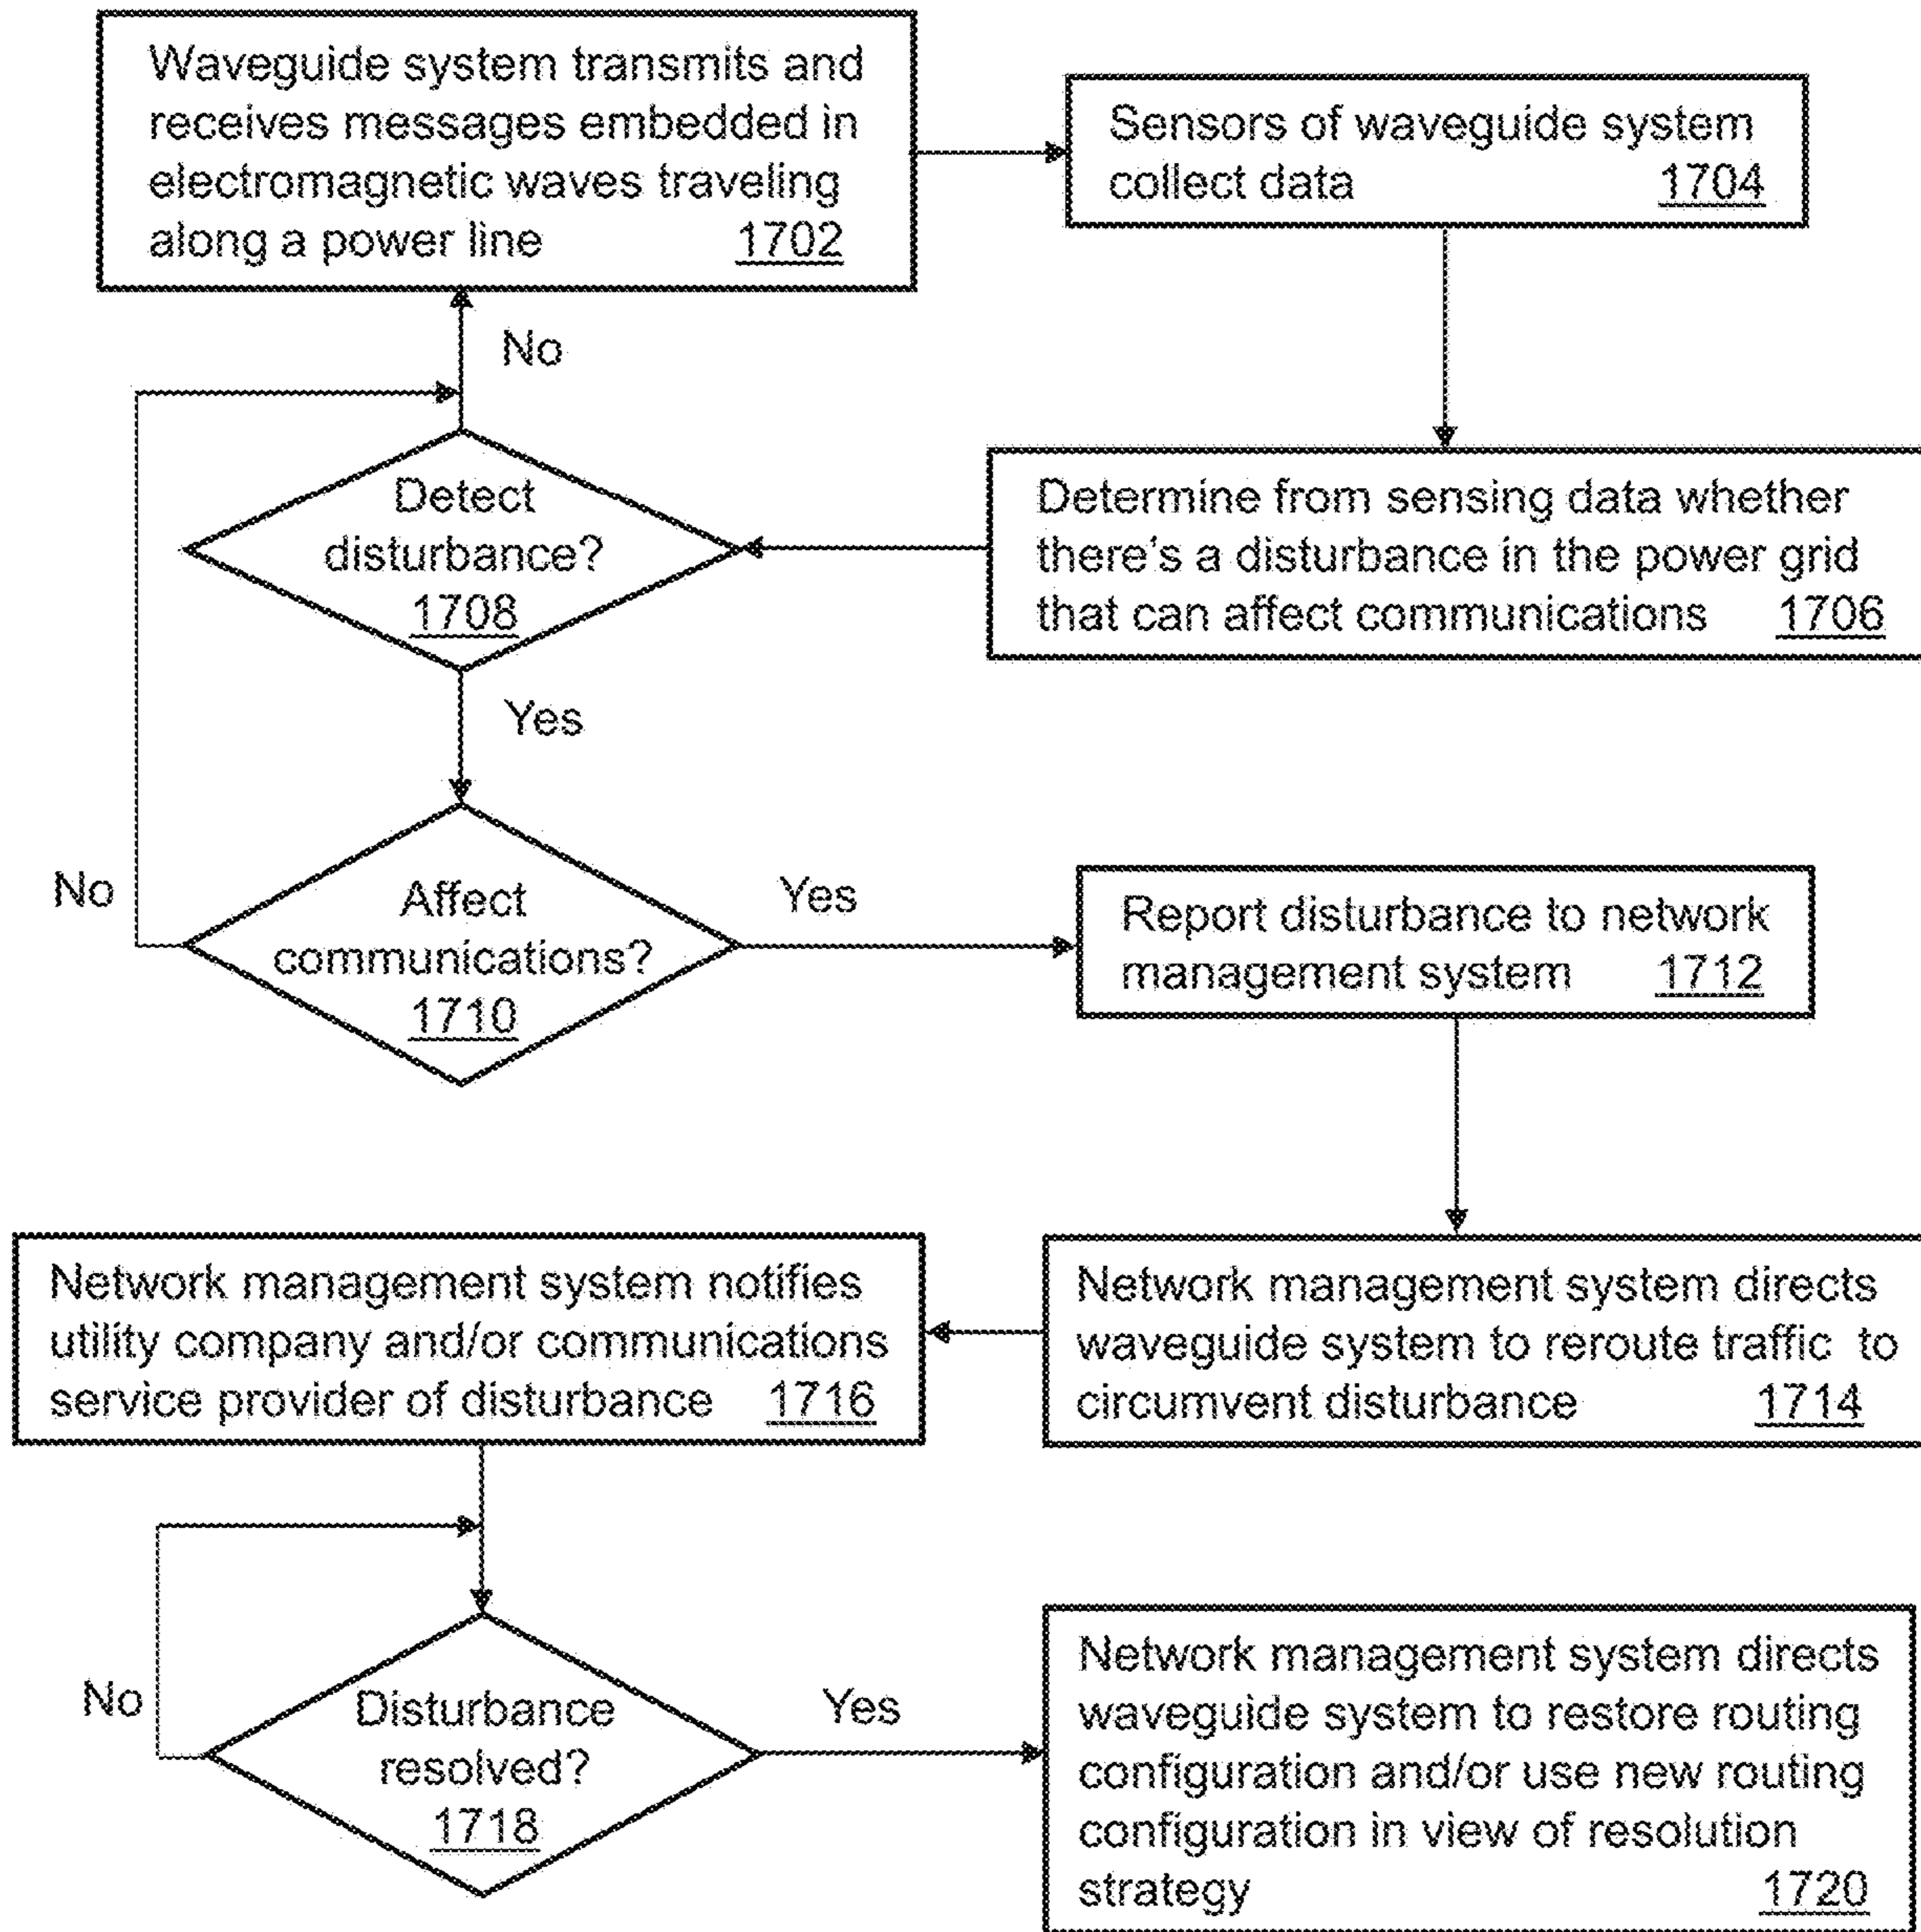 Waveguide system transmits and
receives messages embedded in
electromagnetic waves traveling
along a power line 1702
Sensors of waveguide system
collect data 1704
No
Detect
disturbance?
1708
Determine from sensing data whether
there's a disturbance in the power grid
that can affect communications 1706
Yes
No
Affect
communications?
1710
Yes
Report disturbance to network
management system 1712
Network management system notifies
utility company and/or communications
service provider of disturbance 1716
Network management system directs
waveguide system to reroute traffic to
circumvent disturbance 1714
No
Disturbance
resolved?
1718
Yes
Network management system directs
waveguide system to restore routing
configuration and/or use new routing
configuration in view of resolution
strategy 1720